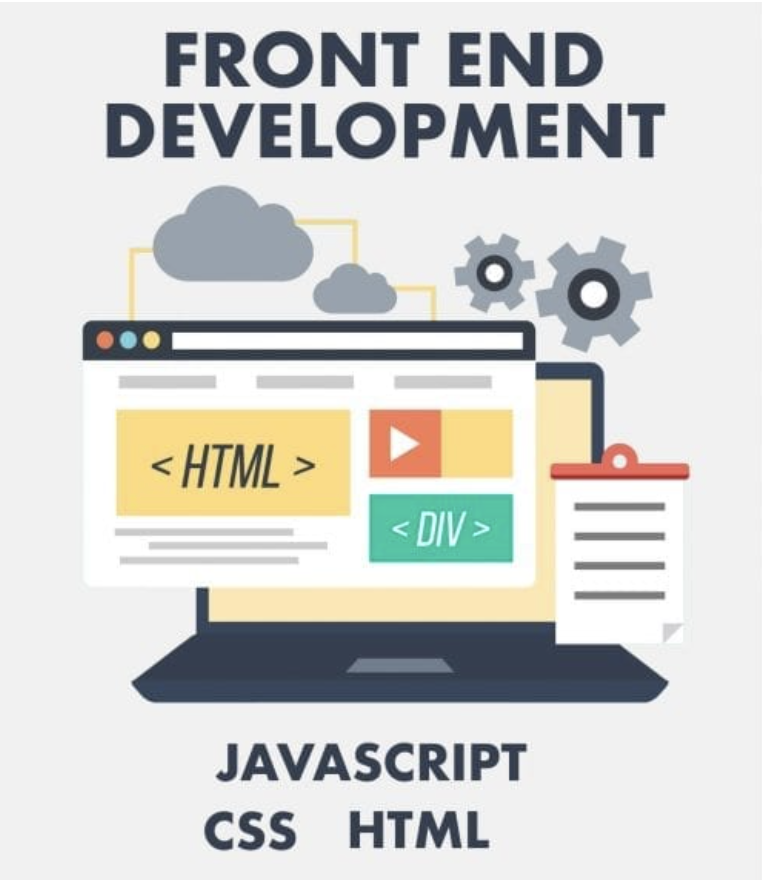 FRONT END
DEVELOPMENT
< HTML >
< DIV >
JAVASCRIPT
CSS HTML